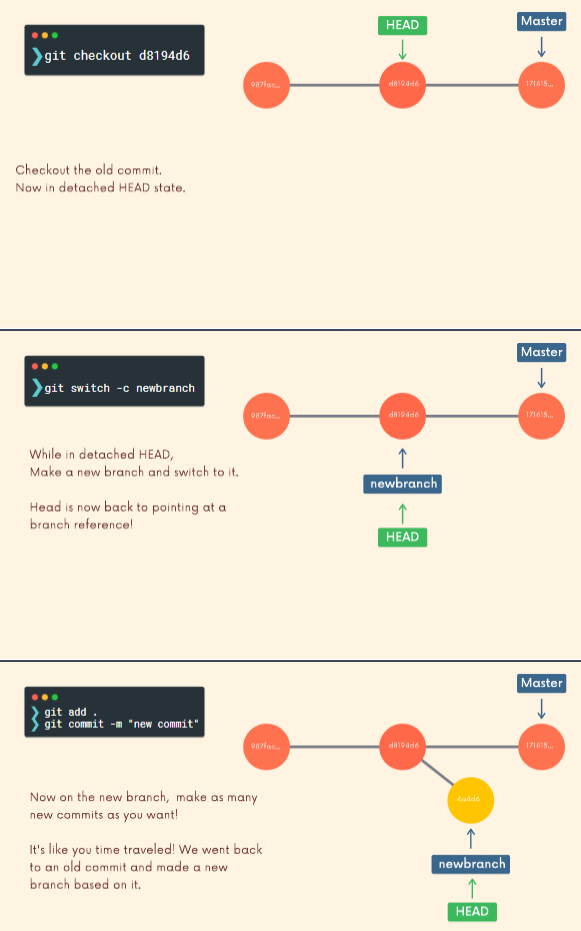 HEAD
Master
❯git checkout d8194d6
987fac...
d8194d6
171615...
Checkout the old commit.
Now in detached HEAD state.
Master
❯git switch -c newbranch
987fac...
d8194d6
171615...
While in detached HEAD,
Make a new branch and switch to it.
newbranch
Head is now back to pointing at a
branch reference!
HEAD
Master
❯ git add .
❯ git commit -m "new commit"
987fac...
d8194d6
171615...
Now on the new branch, make as many
new commits as you want!
4a4d6
It's like you time traveled! We went back
to an old commit and made a new
branch based on it.
newbranch
HEAD